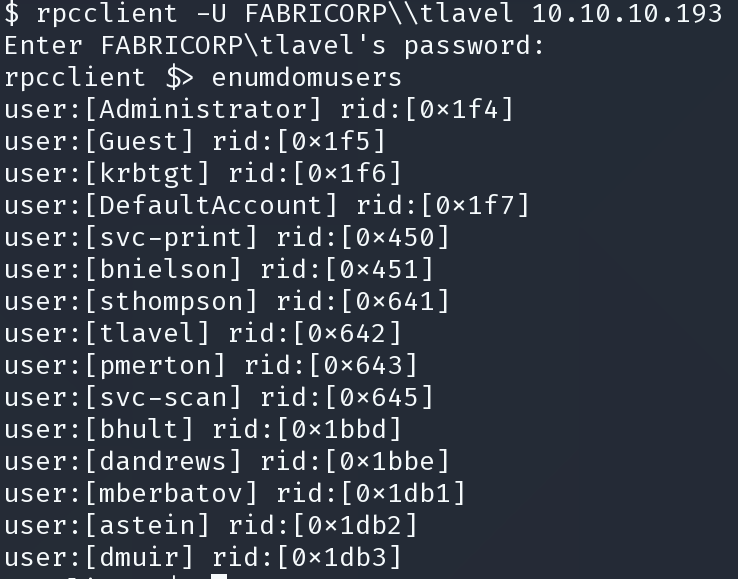 $ rpcclient -U FABRICORP\\tlavel 10.10.10.193
Enter FABRICORP\tlavel's password:
rpcclient $> enumdomusers
user:[Administrator] rid:[0×1f4]
user:[Guest] rid:[0×1f5]
user:[krbtgt] rid:[0×1f6]
user:[DefaultAccount] rid:[0×1f7]
user:[svc-print] rid:[0×450]
user:[bnielson] rid:[0×451]
user:[sthompson] rid:[0×641]
user:[tlavel] rid:[0×642]
user:[pmerton] rid:[0×643]
user:[svc-scan] rid:[0×645]
user:[bhult] rid:[0×1bbd]
user:[dandrews] rid:[0×1bbe]
user:[mberbatov] rid:[0×1db1]
user:[astein] rid:[0×1db2]
user:[dmuir] rid:[0×1db3]